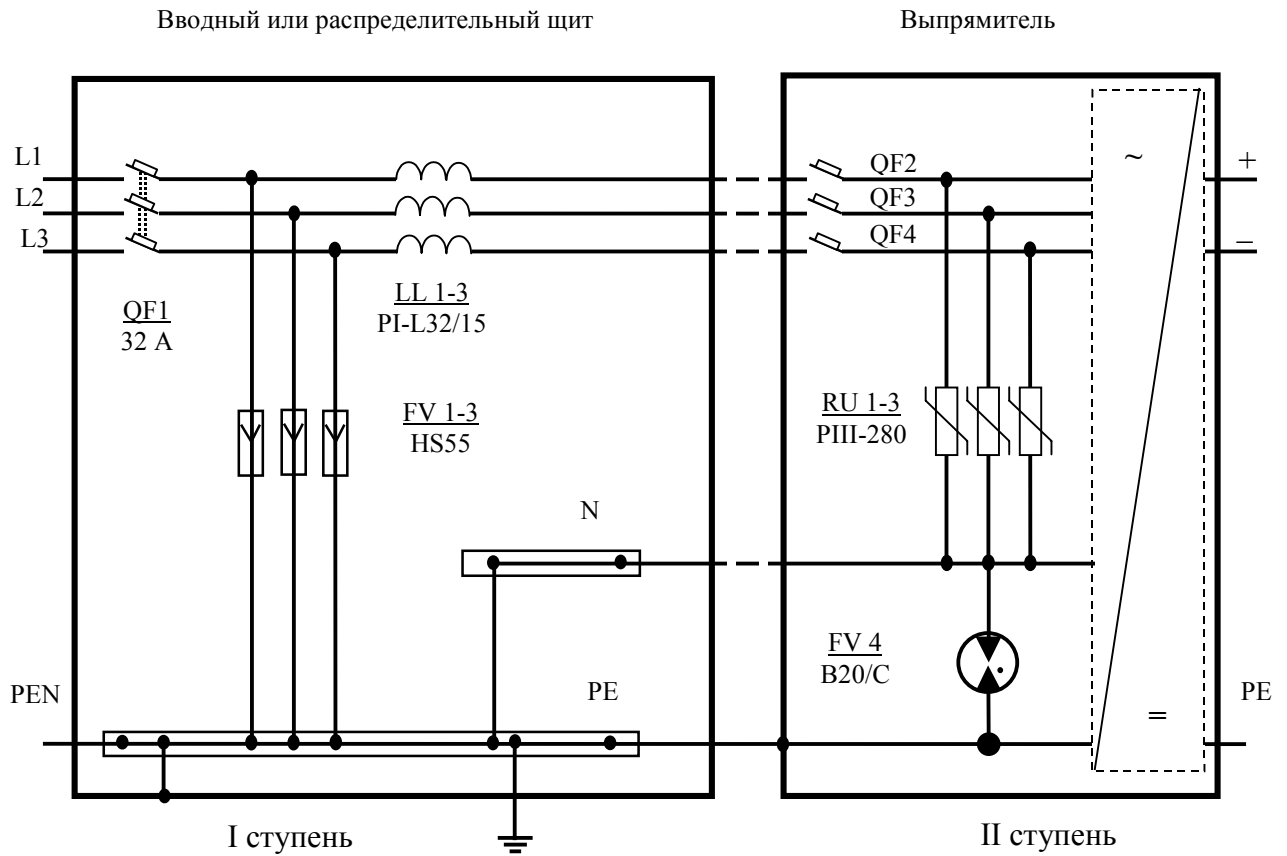 Вводный или распределительный щит
Выпрямитель
L1
L2
L3
QF1
32 А
LL 1-3
PI-L32/15
FV 1-3
HS55
N
PEN
PE
I ступень
QF2
QF3
QF4
~
+
–
RU 1-3
PIII-280
FV 4
B20/C
=
PE
II ступень